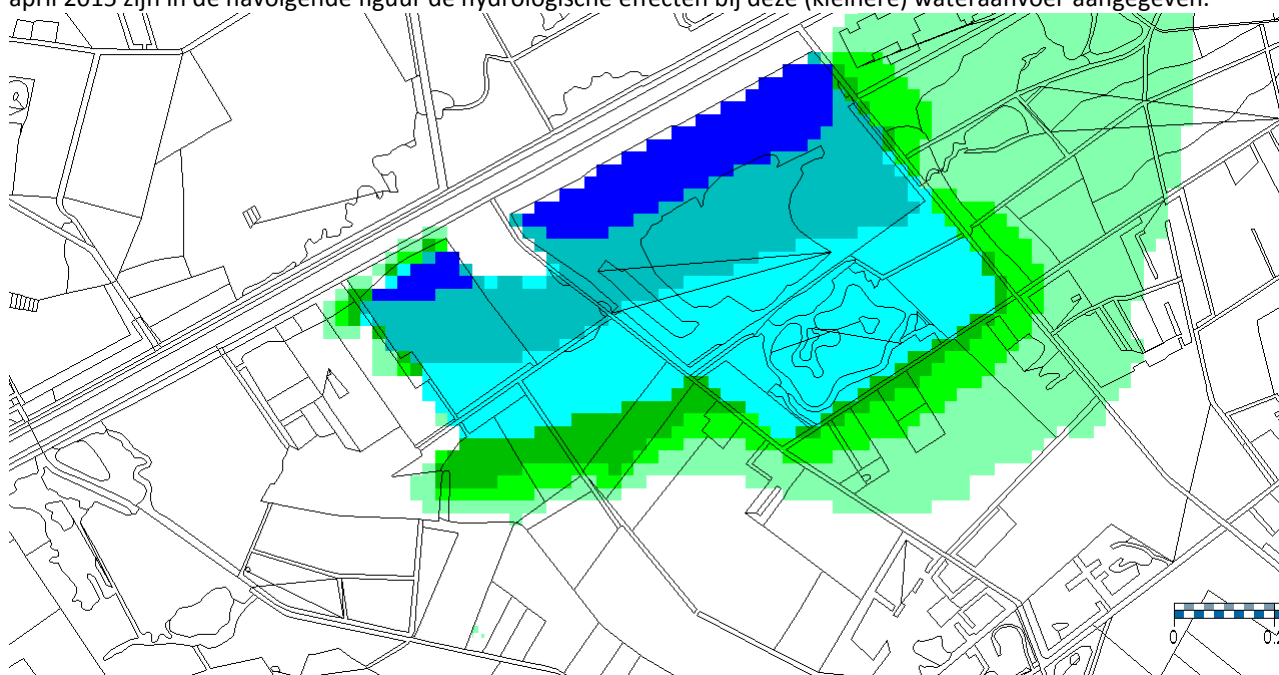 april 2015 zijn in de navolgende figuur de hydrologische effecten bij deze (kleinere) wateraanvoer aangegeven.
0